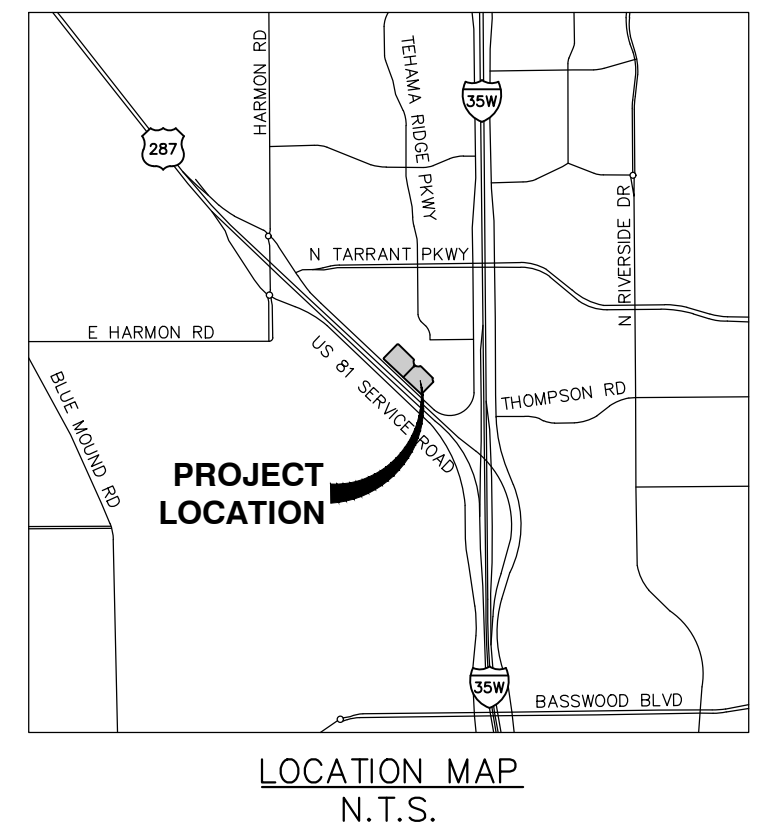 HARMON RD
TEHAMA RIDGE PKWY
35W
287
N RIVERSIDE DR
N TARRANT PKWY
E HARMON RD
US 81 SERVICE ROAD
BLUE MOUND RD
THOMPSON RD
PROJECT
LOCATION
35W
BASSWOOD BLVD
LOCATION MAP
N.T.S.